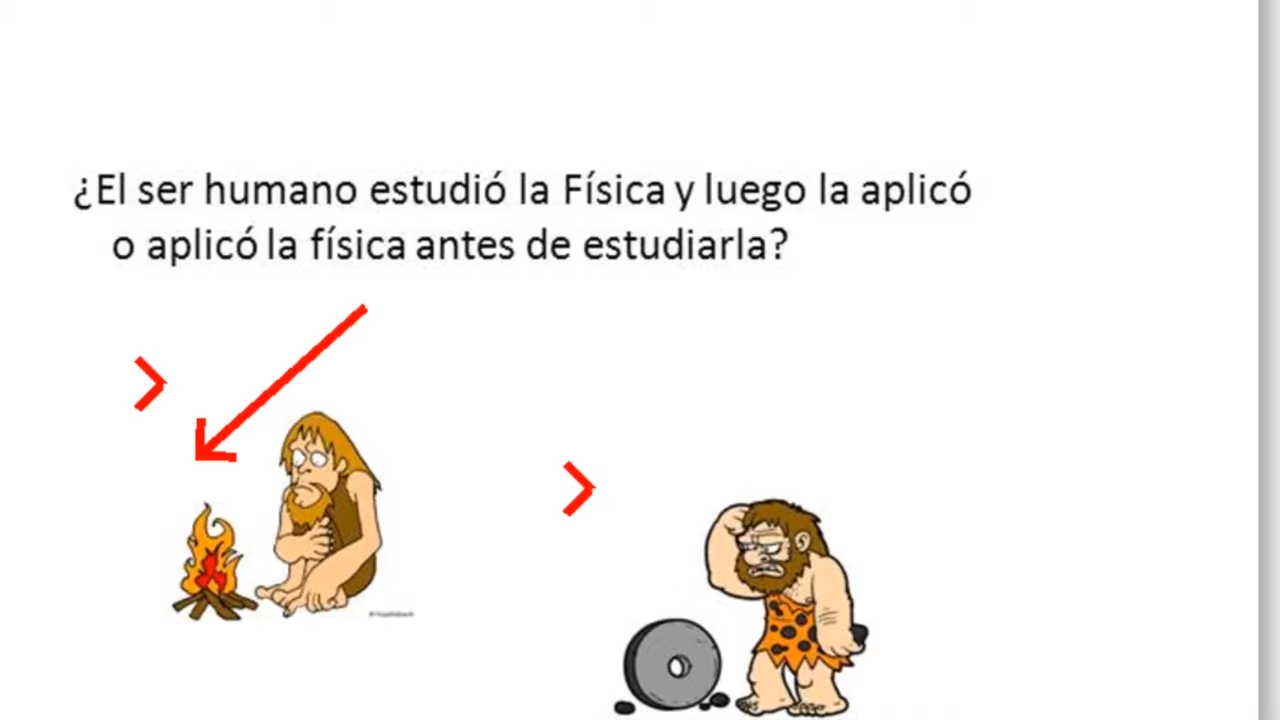 ¿El ser humano estudió la Física y luego la aplicó
o aplicó la física antes de estudiarla?